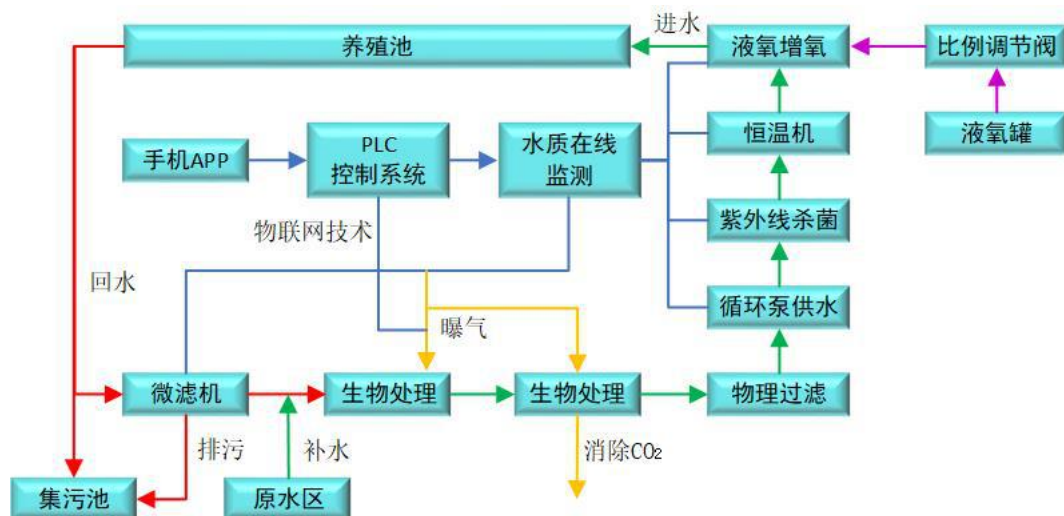 进水
养殖池
液氧增氧
比例调节阀
手机APP
PLC
控制系统
水质在线
监测
恒温机
液氧罐
物联网技术
紫外线杀菌
回水
曝气
循环泵供水
微滤机
生物处理
生物处理
物理过滤
排污
补水
消除CO₂
集污池
原水区